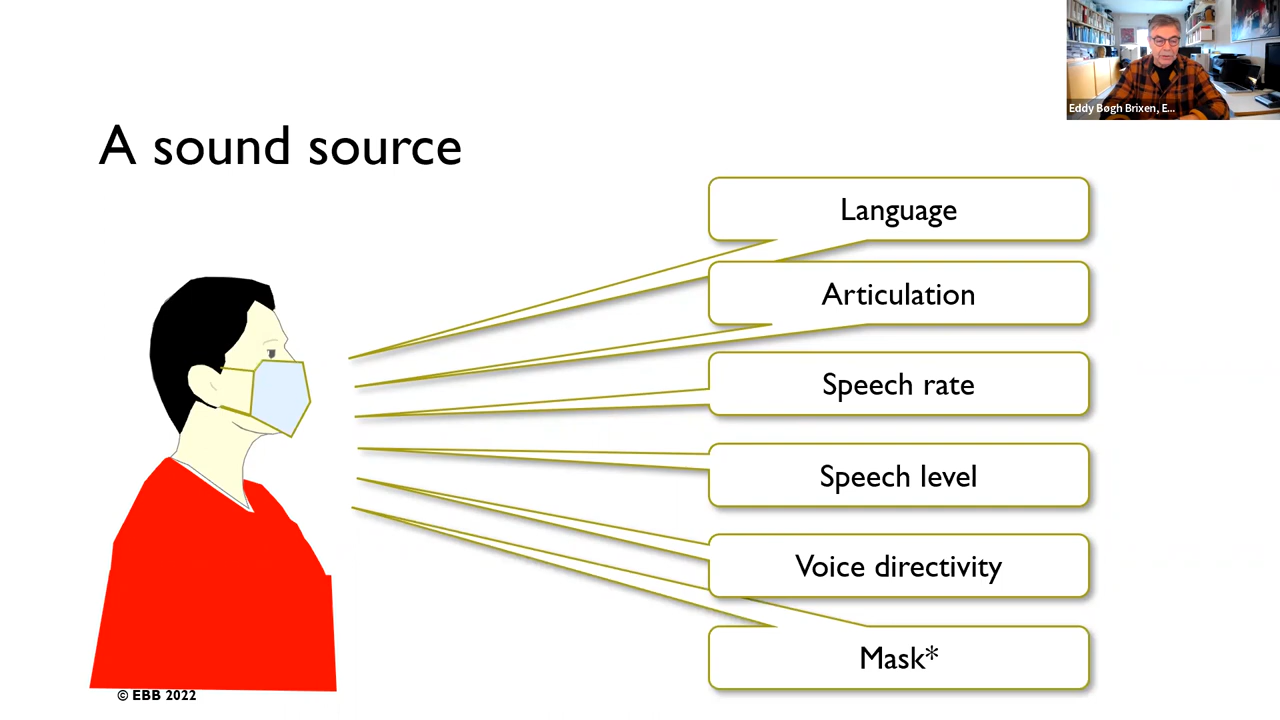 Eddy Bøgh Brixen, E...
A sound source
Language
Articulation
Speech rate
Speech level
Voice directivity
Mask*
© EBB 2022